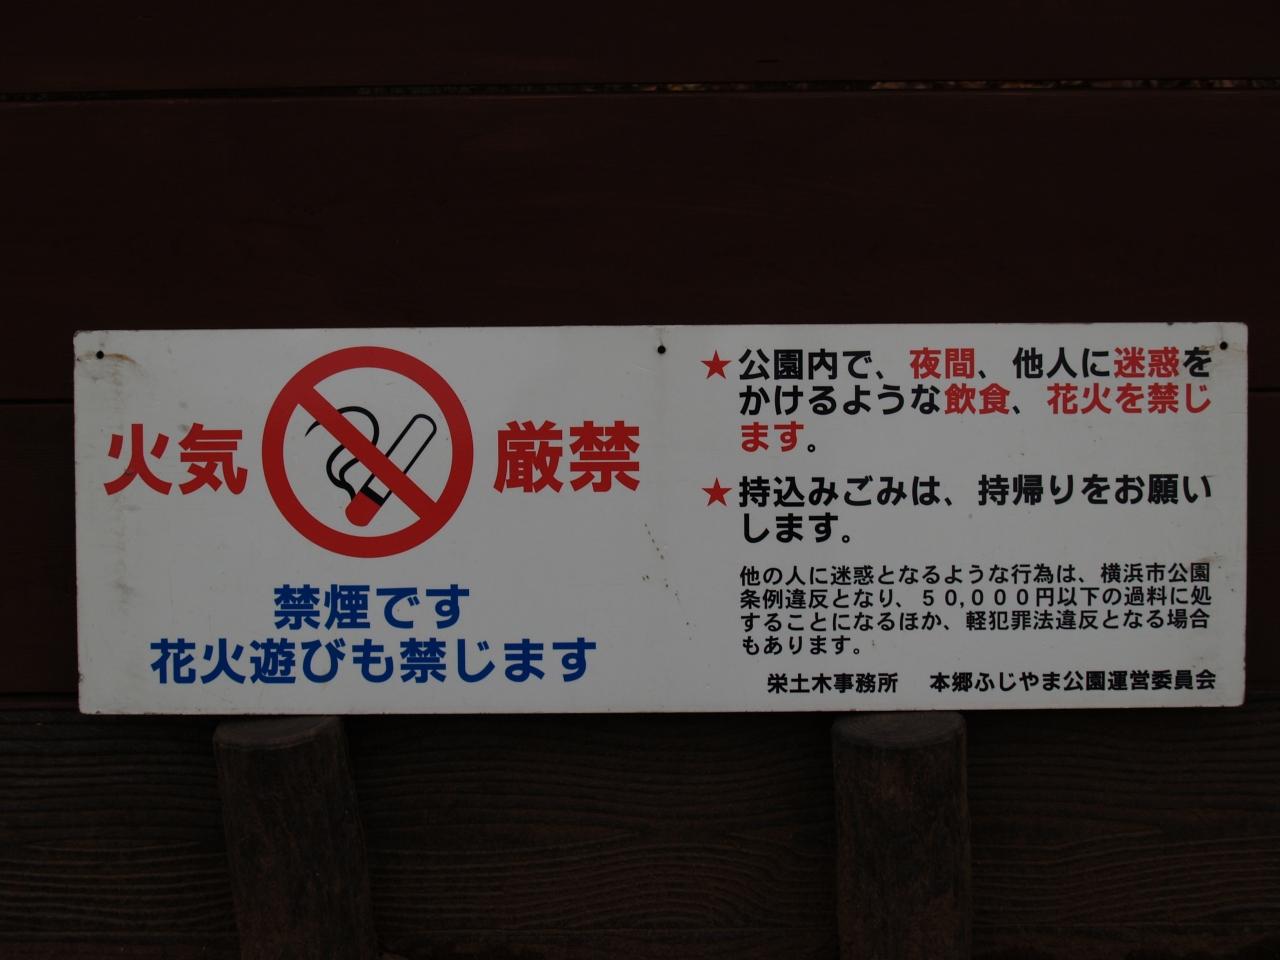 火気 厳禁
禁煙です
花火遊びも禁じます
★公園内で、夜間、他人に迷惑を
かけるような飲食、花火を禁じ
ます。
★持込みごみは、持帰りをお願い
します。
他の人に迷惑となるような行為は、横浜市公園
条例違反となり、５０,０００円以下の過料に処
することになるほか、軽犯罪法違反となる場合
もあります。
栄土木事務所 本郷ふじやま公園運営委員会